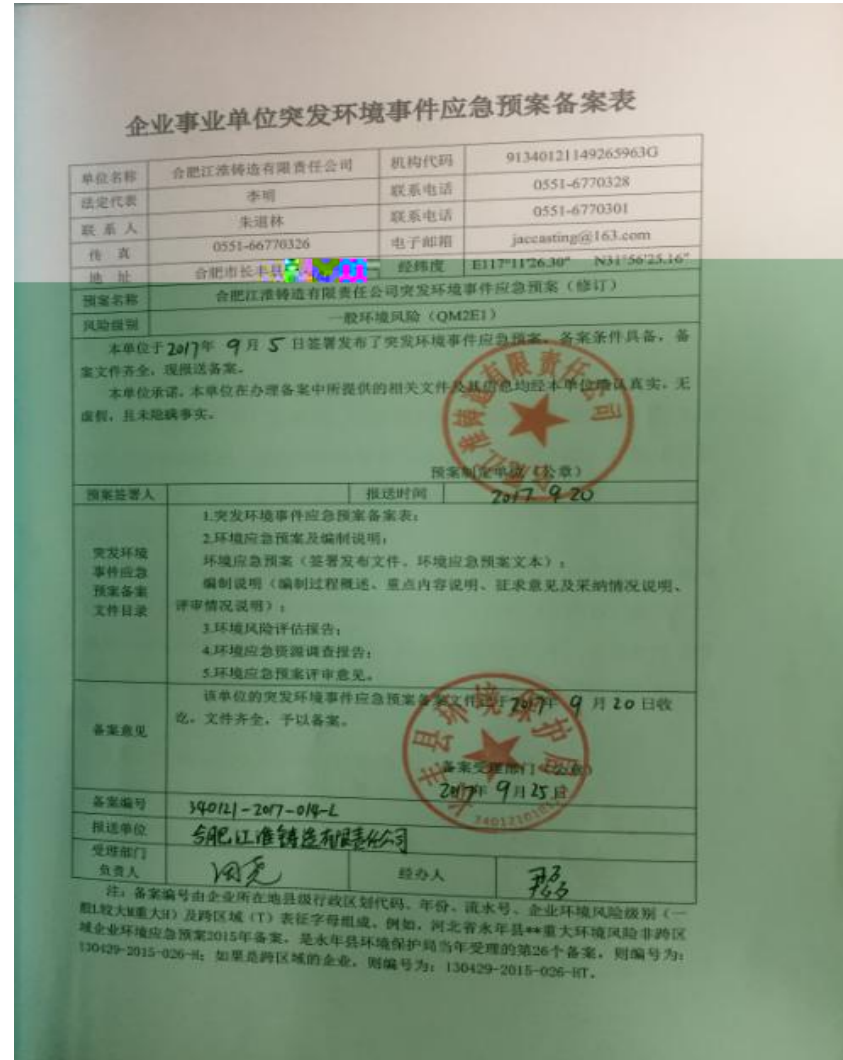 企业事业单位突发环境事件应急预案备案表
单位名称 合肥江淮铸造有限责任公司 机构代码 91340121149265963G
法定代表 李明 联系电话 0551-6770328
联系人 朱道林 联系电话 0551-6770301
传真 0551-66770326 电子邮箱 jaccasting@163.com
地址 合肥市长丰县 经纬度 E117°11′26.30″ N31°56′25.16″
预案名称 合肥江淮铸造有限责任公司突发环境事件应急预案（修订）
风险级别 一般环境风险（QM2E1）
本单位于2017年 9月 5 日签署发布了突发环境事件应急预案，备案条件具备，备
案文件齐全，现报送备案。
本单位承诺，本单位在办理备案中所提供的相关文件及其信息均经本单位确认真实，无
虚假，且未隐瞒事实。
预案制定单位（公章）
预案签署人 报送时间 2017 9 20
突发环境
事件应急
预案备案
文件目录
1.突发环境事件应急预案备案表；
2.环境应急预案及编制说明；
环境应急预案（签署发布文件、环境应急预案文本）；
编制说明（编制过程概述、重点内容说明、征求意见及采纳情况说明、
评审情况说明）；
3.环境风险评估报告；
4.环境应急资源调查报告；
5.环境应急预案评审意见。
备案意见
该单位的突发环境事件应急预案备案文件已于2017年 9 月 20 日收
讫，文件齐全，予以备案。
备案受理部门（公章）
2017年 9月25日
长丰县环境保护局
备案编号 340121-2017-014-L
报送单位 合肥江淮铸造有限责任公司
受理部门
负责人 经办人
注：备案编号由企业所在地县级行政区划代码、年份、流水号、企业环境风险级别（一
般L较大M重大H）及跨区域（T）表征字母组成。例如，河北省永年县**重大环境风险非跨区
域企业环境应急预案2015年备案，是永年县环境保护局当年受理的第26个备案，则编号为：
130429-2015-026-H；如果是跨区域的企业，则编号为：130429-2015-026-HT。